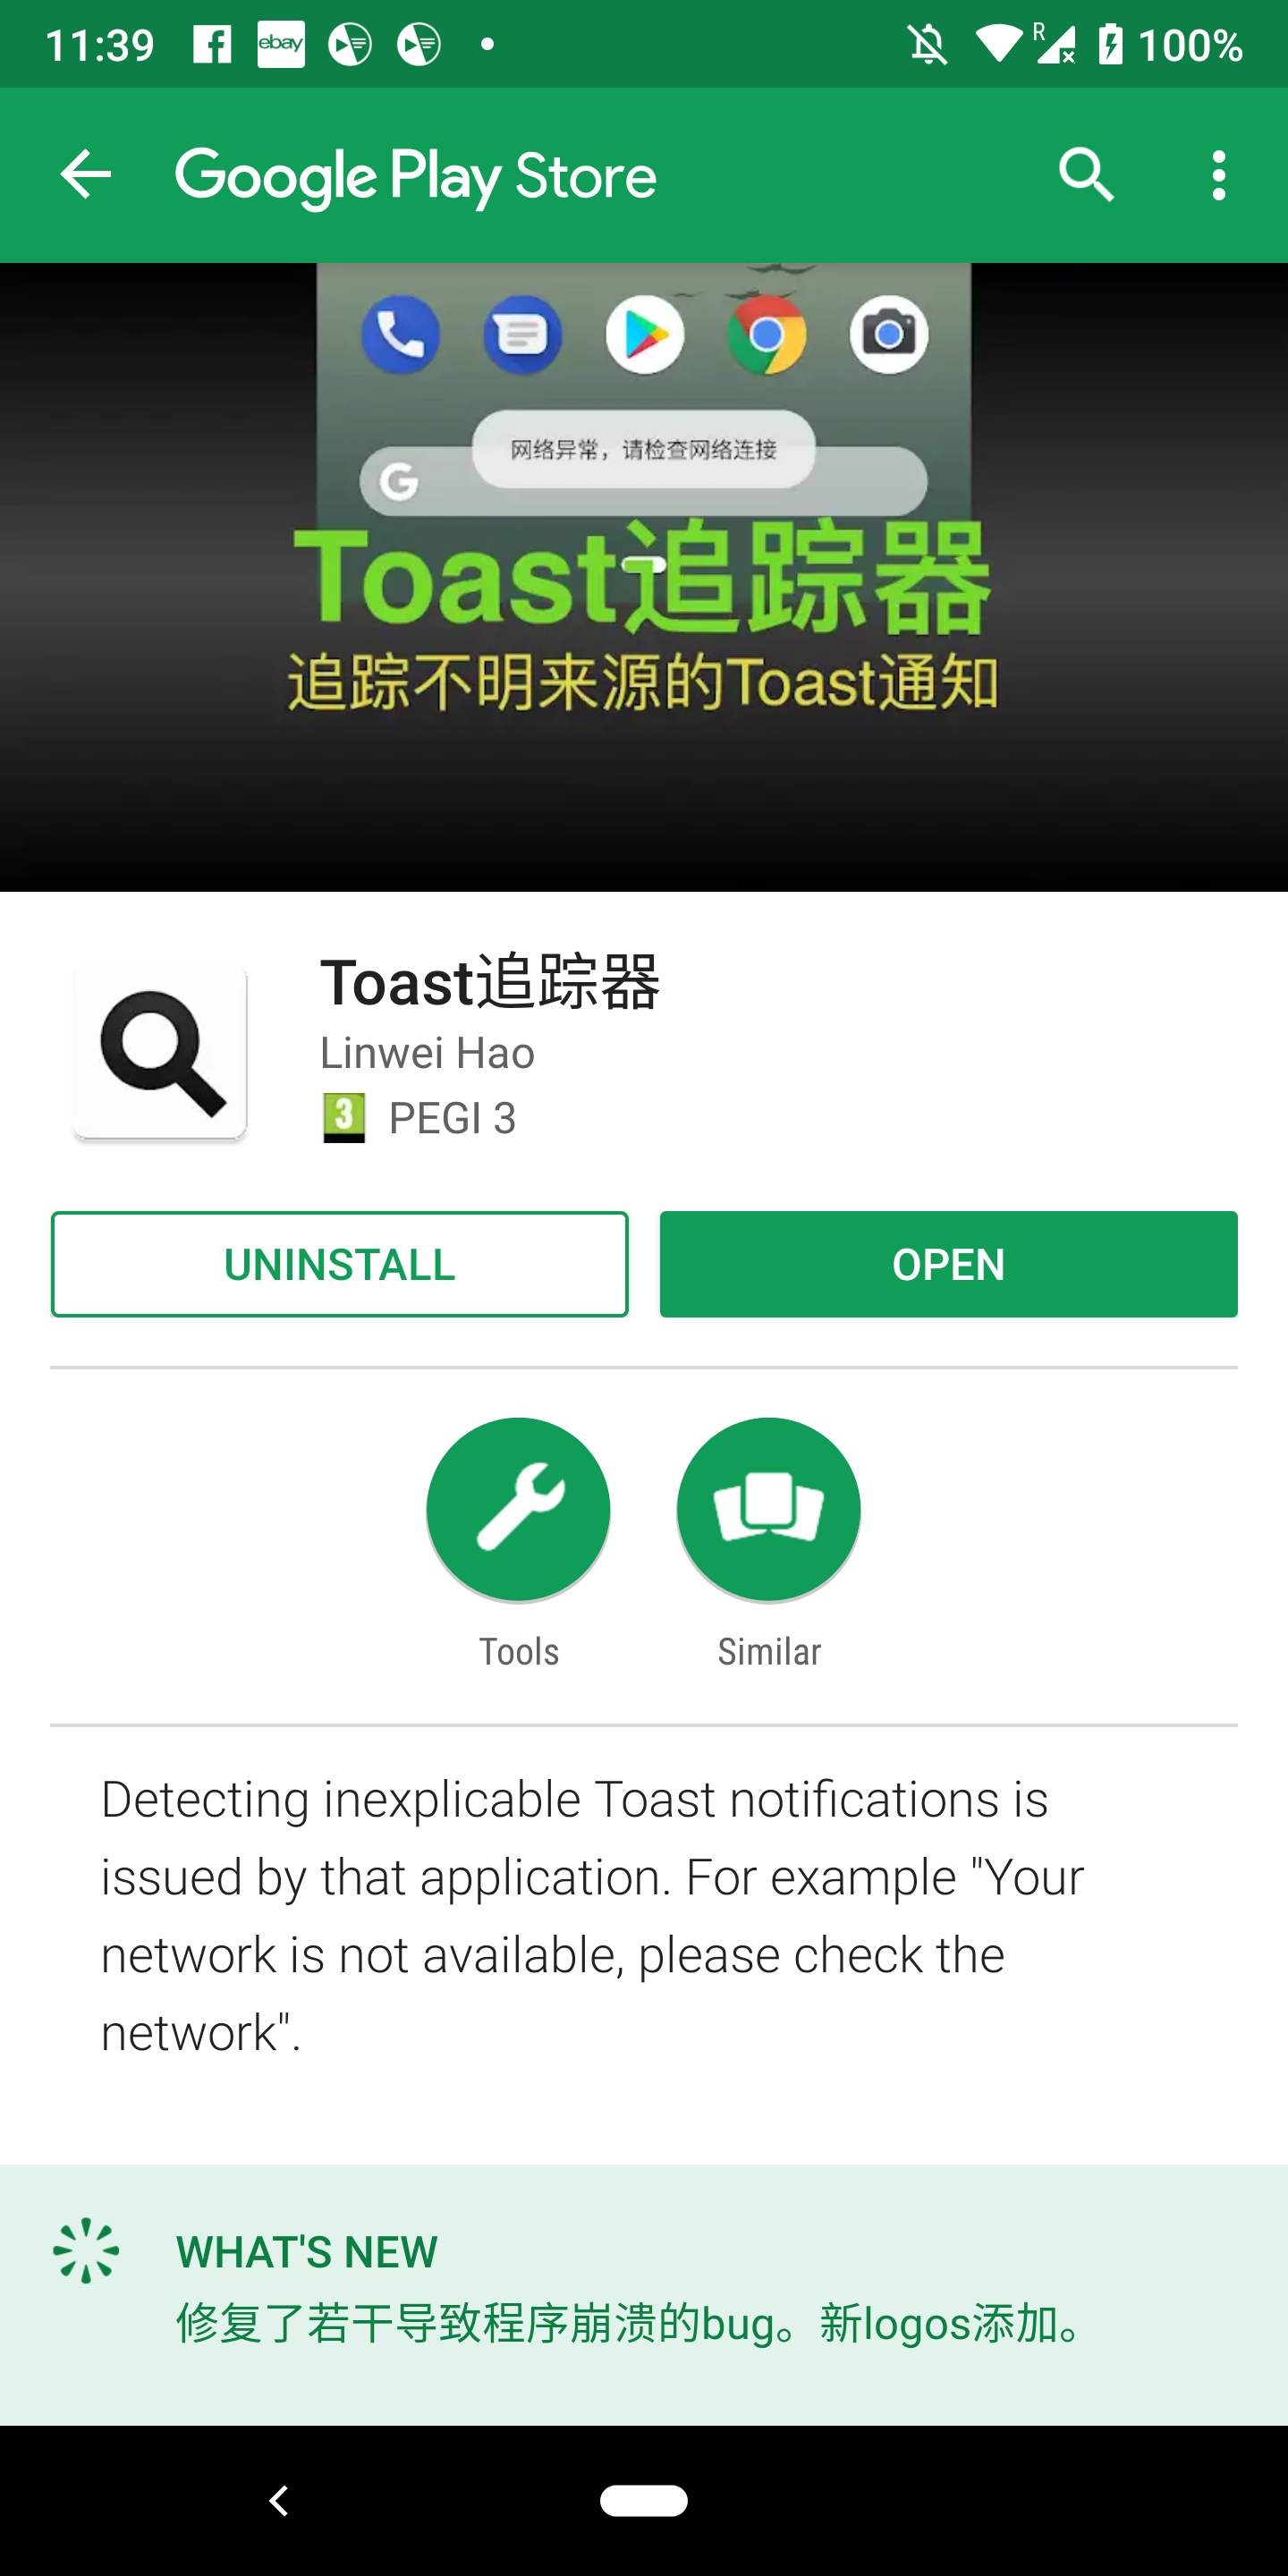 11:39
ebay
R
100%
Google Play Store
网络异常，请检查网络连接
G
Toast追踪器
追踪不明来源的Toast通知
Toast追踪器
Linwei Hao
3 PEGI 3
UNINSTALL
OPEN
Tools
Similar
Detecting inexplicable Toast notifications is
issued by that application. For example "Your
network is not available, please check the
network".
WHAT'S NEW
修复了若干导致程序崩溃的bug。新logos添加。